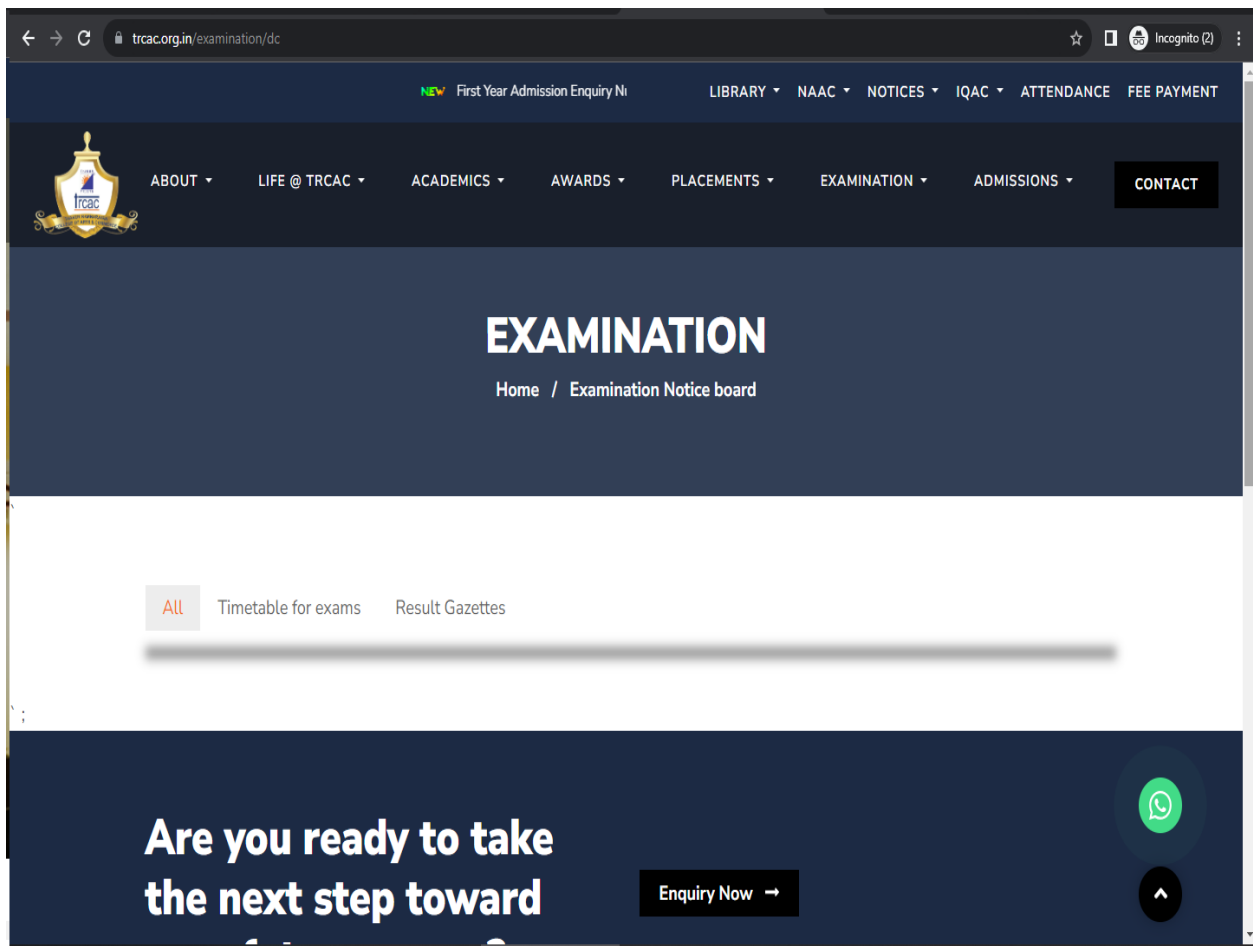 trcac.org.in/examination/dc
Incognito (2)
NEW First Year Admission Enquiry
LIBRARY NAAC NOTICES IQAC ATTENDANCE FEE PAYMENT
trcac
ABOUT LIFE @ TRCAC ACADEMICS AWARDS PLACEMENTS EXAMINATION ADMISSIONS CONTACT
EXAMINATION
Home / Examination Notice board
`
All Timetable for exams Result Gazettes
` ;
Are you ready to take
the next step toward
Enquiry Now →